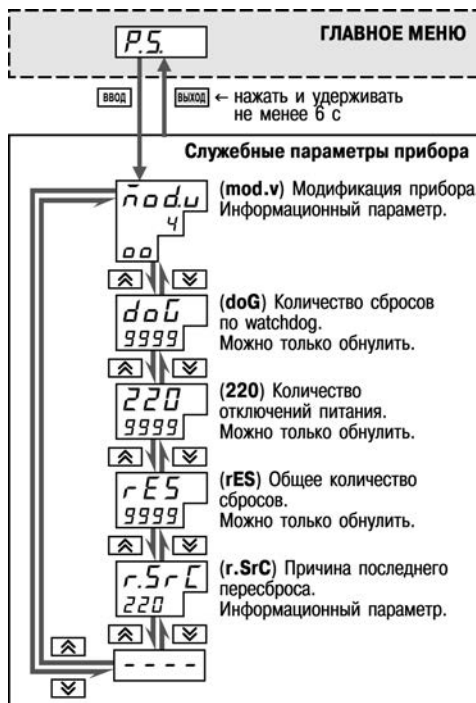 P.S.
ГЛАВНОЕ МЕНЮ
ВВОД
ВЫХОД ← нажать и удерживать
не менее 6 с
Служебные параметры прибора
nod.u
4
oo
(mod.v) Модификация прибора
Информационный параметр.
doG
9999
(doG) Количество сбросов
по watchdog.
Можно только обнулить.
220
9999
(220) Количество
отключений питания.
Можно только обнулить.
rES
9999
(rES) Общее количество
сбросов.
Можно только обнулить.
r.SrC
220
(r.SrC) Причина последнего
пересброса.
Информационный параметр.
- - - -